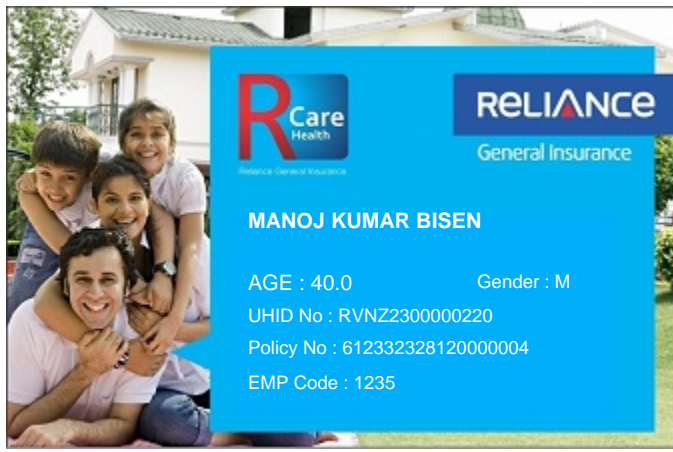 R Care
Health
Reliance General Insurance
RELIANCE
General Insurance
MANOJ KUMAR BISEN
AGE : 40.0 Gender : M
UHID No : RVNZ2300000220
Policy No : 612332328120000004
EMP Code : 1235